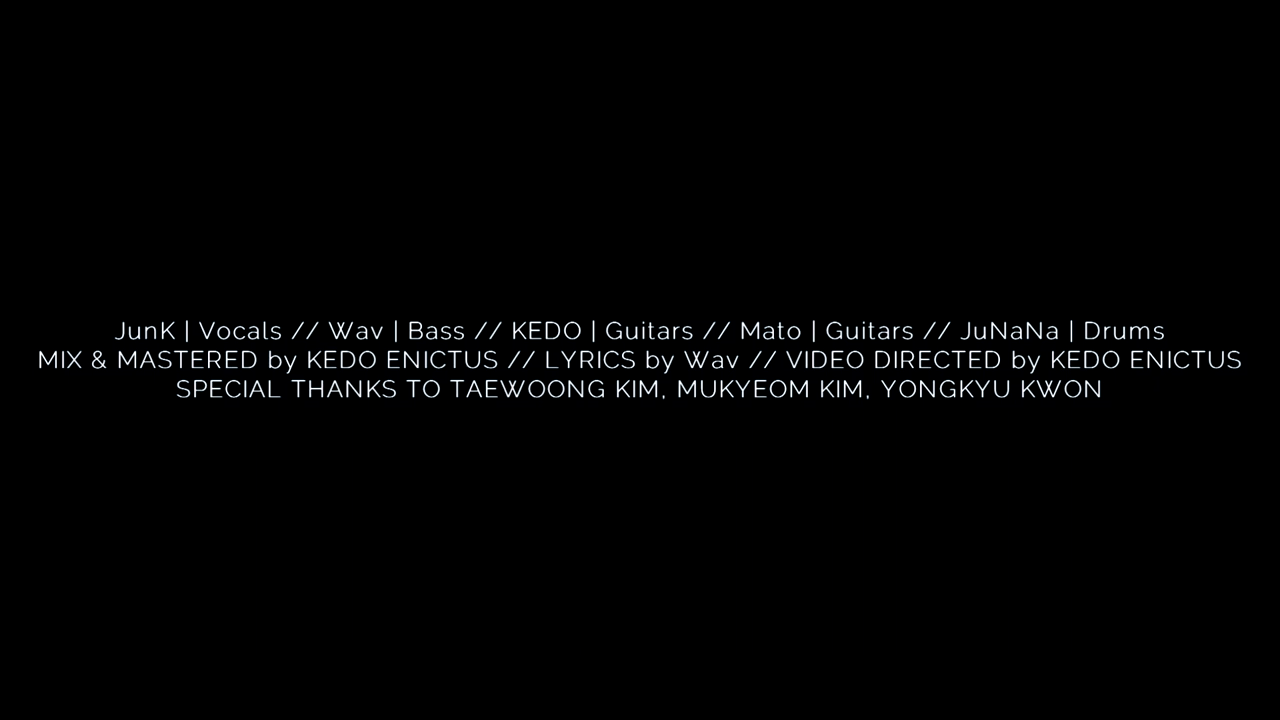 JunK | Vocals // Wav | Bass // KEDO | Guitars // Mato | Guitars // JuNaNa | Drums
MIX & MASTERED by KEDO ENICTUS // LYRICS by Wav // VIDEO DIRECTED by KEDO ENICTUS
SPECIAL THANKS TO TAEWOONG KIM, MUKYEOM KIM, YONGKYU KWON